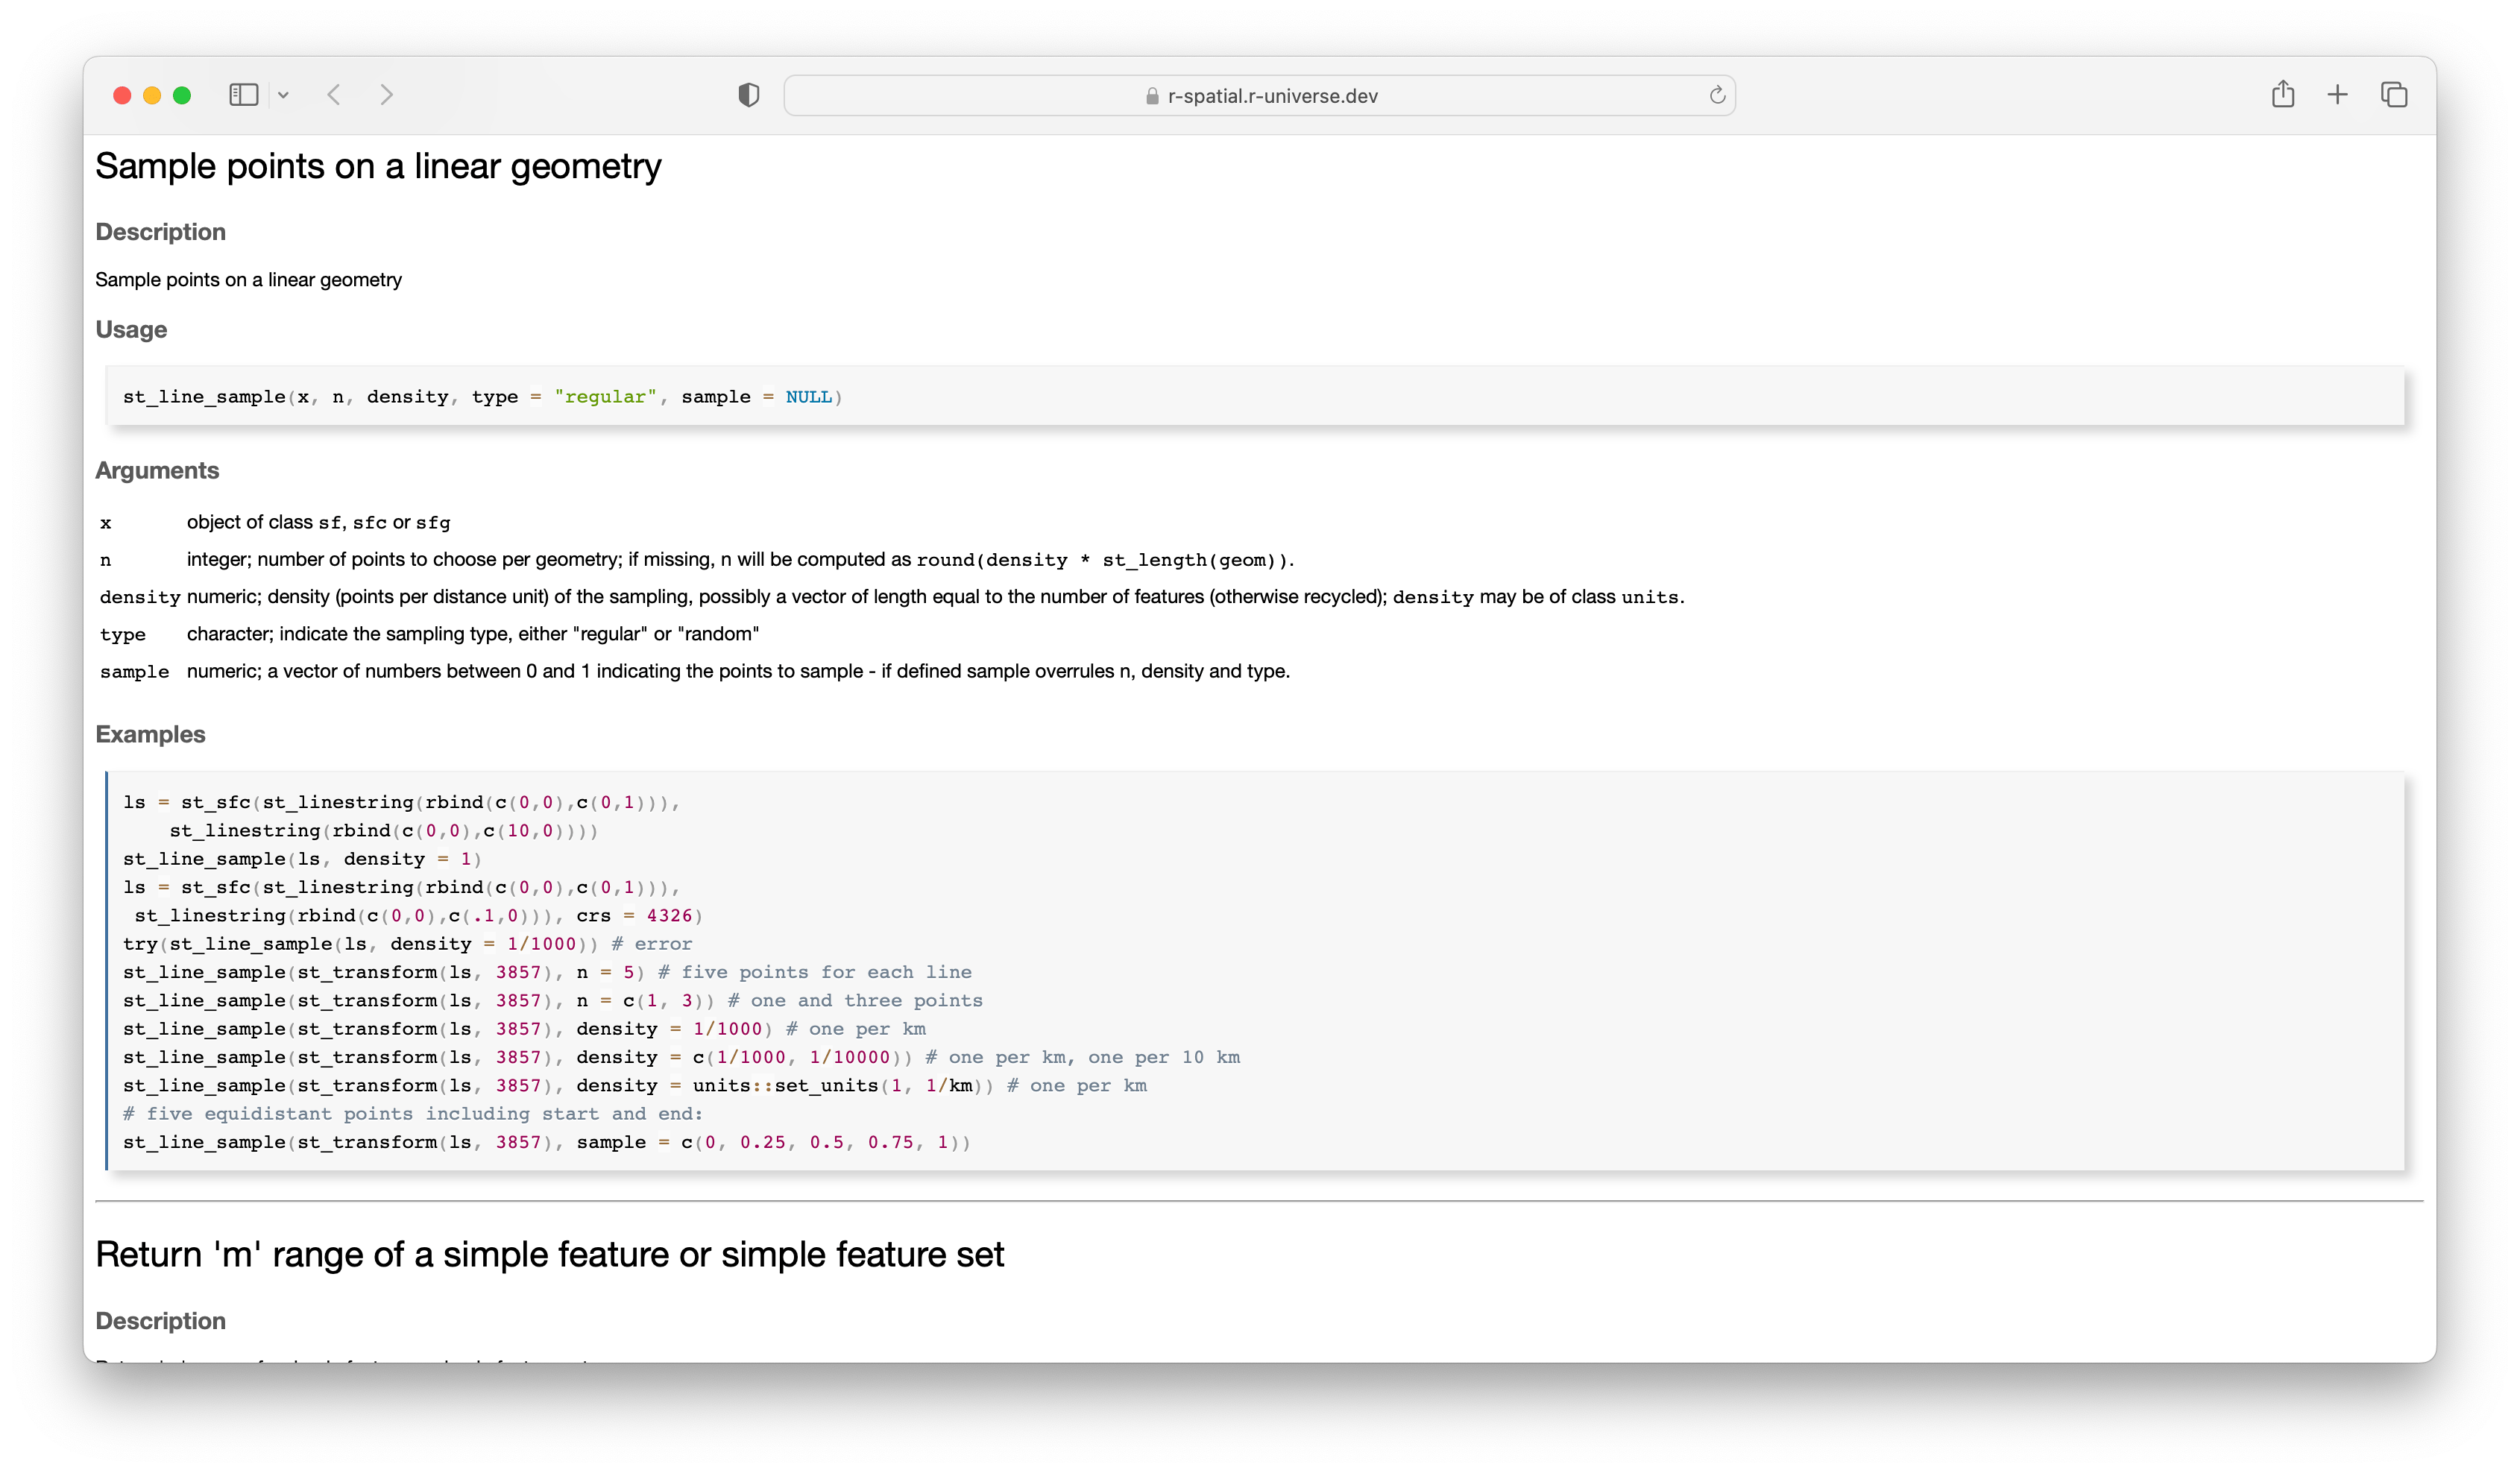 r-spatial.r-universe.dev
Sample points on a linear geometry
Description
Sample points on a linear geometry
Usage
st_line_sample(x, n, density, type = "regular", sample = NULL)
Arguments
x object of class sf, sfc or sfg
n integer; number of points to choose per geometry; if missing, n will be computed as round(density * st_length(geom)).
density numeric; density (points per distance unit) of the sampling, possibly a vector of length equal to the number of features (otherwise recycled); density may be of class units.
type character; indicate the sampling type, either "regular" or "random"
sample numeric; a vector of numbers between 0 and 1 indicating the points to sample - if defined sample overrules n, density and type.
Examples
ls = st_sfc(st_linestring(rbind(c(0,0),c(0,1))),
    st_linestring(rbind(c(0,0),c(10,0))))
st_line_sample(ls, density = 1)
ls = st_sfc(st_linestring(rbind(c(0,0),c(0,1))),
 st_linestring(rbind(c(0,0),c(.1,0))), crs = 4326)
try(st_line_sample(ls, density = 1/1000)) # error
st_line_sample(st_transform(ls, 3857), n = 5) # five points for each line
st_line_sample(st_transform(ls, 3857), n = c(1, 3)) # one and three points
st_line_sample(st_transform(ls, 3857), density = 1/1000) # one per km
st_line_sample(st_transform(ls, 3857), density = c(1/1000, 1/10000)) # one per km, one per 10 km
st_line_sample(st_transform(ls, 3857), density = units::set_units(1, 1/km)) # one per km
# five equidistant points including start and end:
st_line_sample(st_transform(ls, 3857), sample = c(0, 0.25, 0.5, 0.75, 1))
Return 'm' range of a simple feature or simple feature set
Description